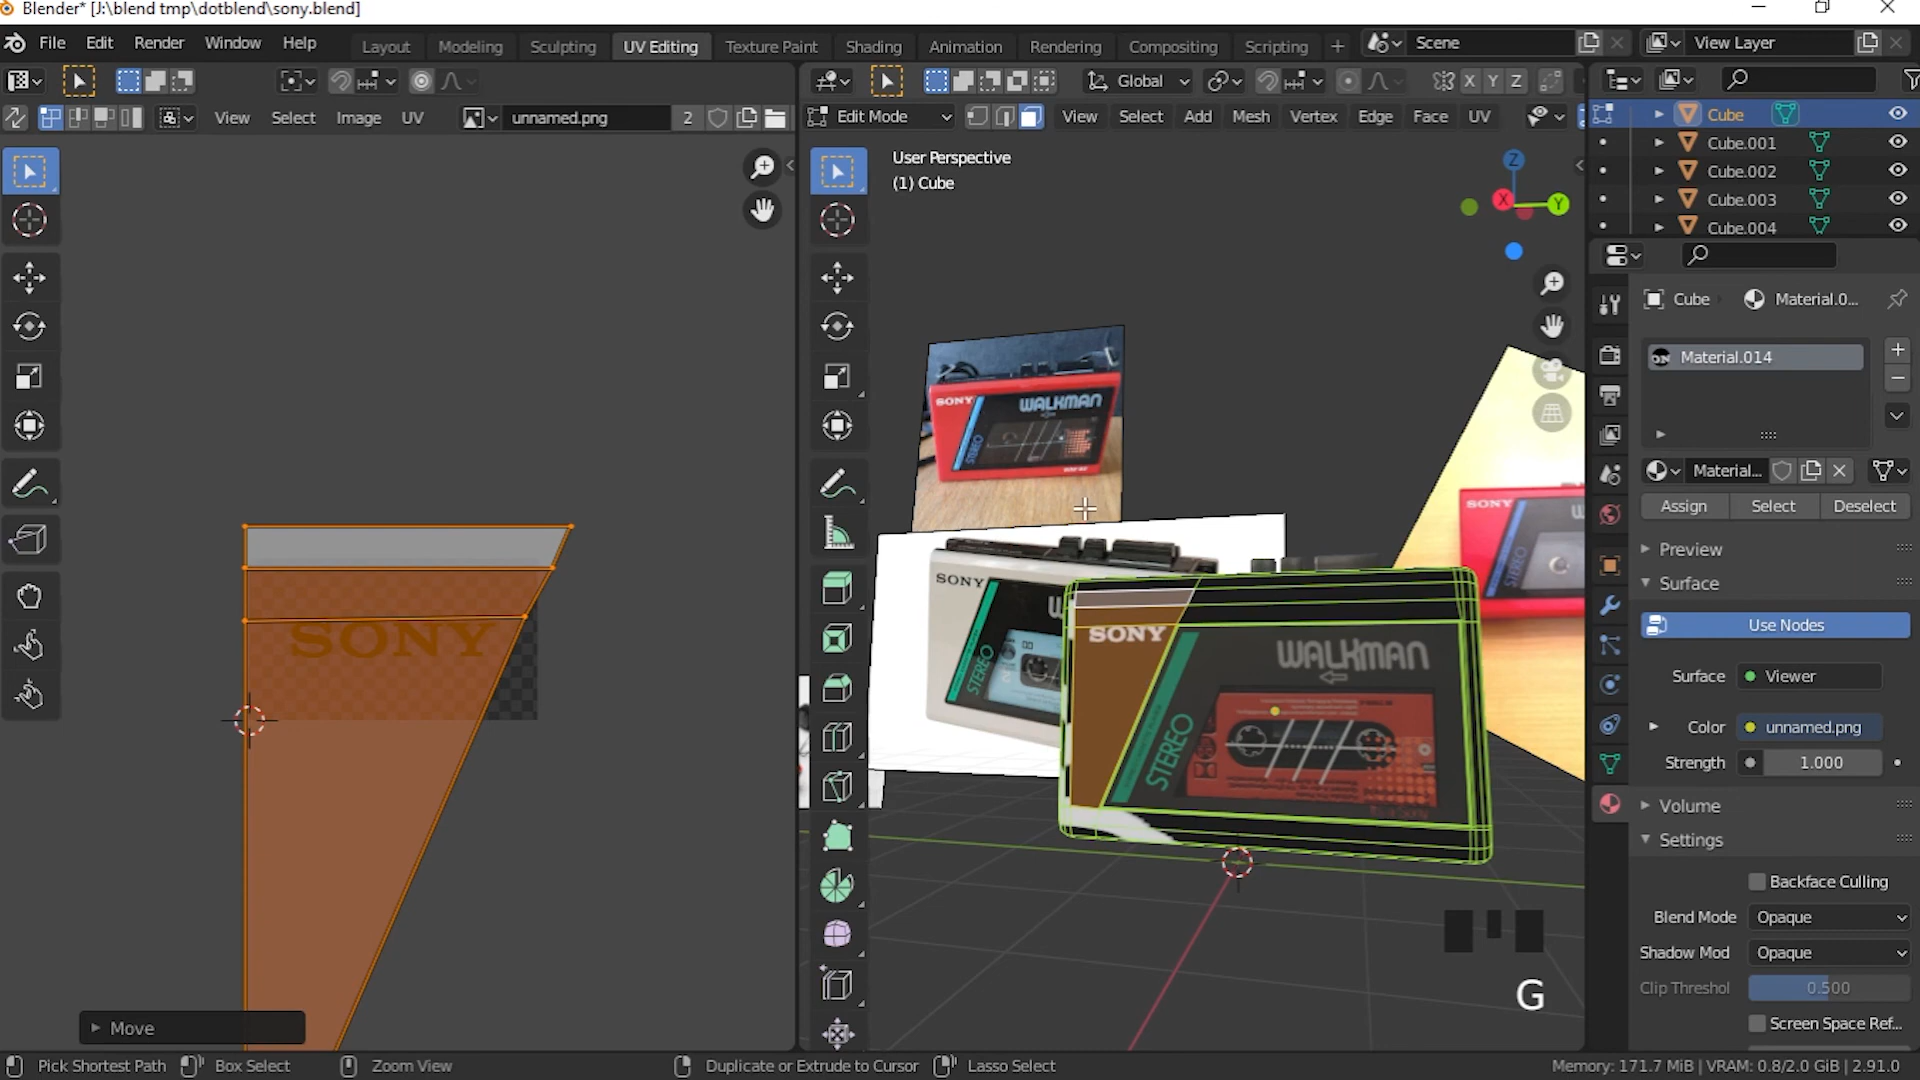 Blender* [J:\blend tmp\dotblend\sony.blend]
File Edit Render Window Help Layout Modeling Sculpting UV Editing Texture Paint Shading Animation Rendering Compositing Scripting + Scene View Layer
Global X Y Z
View Select Image UV unnamed.png 2 Edit Mode View Select Add Mesh Vertex Edge Face UV
Cube
Cube.001
Cube.002
Cube.003
Cube.004
User Perspective
(1) Cube
Z
X
Y
Cube Material.0...
Material.014
Material...
Assign Select Deselect
Preview
Surface
Use Nodes
Surface Viewer
Color unnamed.png
Strength 1.000
Volume
Settings
Backface Culling
Blend Mode Opaque
Shadow Mod Opaque
Clip Threshol 0.500
Screen Space Ref...
SONY
SONY WALKMAN
STEREO
SONY
STEREO
SONY
STEREO
SONY
WALKMAN
STEREO
G
Move
Pick Shortest Path Box Select Zoom View Duplicate or Extrude to Cursor Lasso Select Memory: 171.7 MiB | VRAM: 0.8/2.0 GiB | 2.91.0